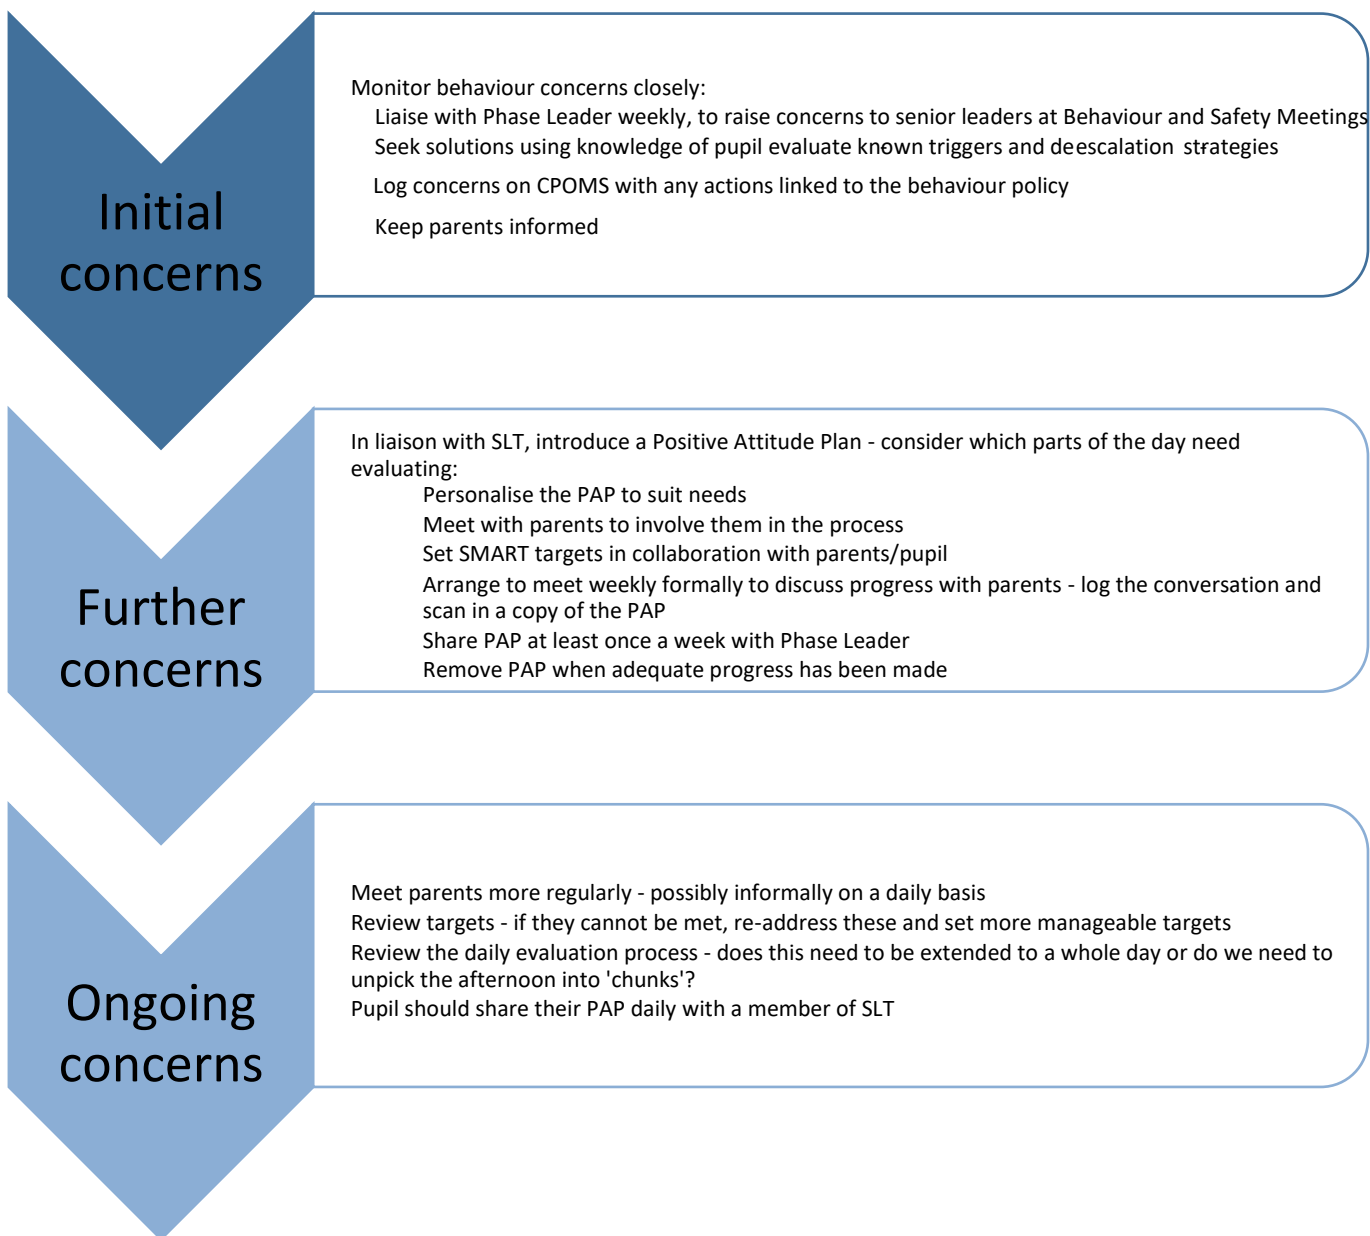 Initial
concerns
Monitor behaviour concerns closely:
Liaise with Phase Leader weekly, to raise concerns to senior leaders at Behaviour and Safety Meetings
Seek solutions using knowledge of pupil evaluate known triggers and deescalation strategies
Log concerns on CPOMS with any actions linked to the behaviour policy
Keep parents informed
Further
concerns
In liaison with SLT, introduce a Positive Attitude Plan - consider which parts of the day need
evaluating:
Personalise the PAP to suit needs
Meet with parents to involve them in the process
Set SMART targets in collaboration with parents/pupil
Arrange to meet weekly formally to discuss progress with parents - log the conversation and
scan in a copy of the PAP
Share PAP at least once a week with Phase Leader
Remove PAP when adequate progress has been made
Ongoing
concerns
Meet parents more regularly - possibly informally on a daily basis
Review targets - if they cannot be met, re-address these and set more manageable targets
Review the daily evaluation process - does this need to be extended to a whole day or do we need to
unpick the afternoon into 'chunks'?
Pupil should share their PAP daily with a member of SLT